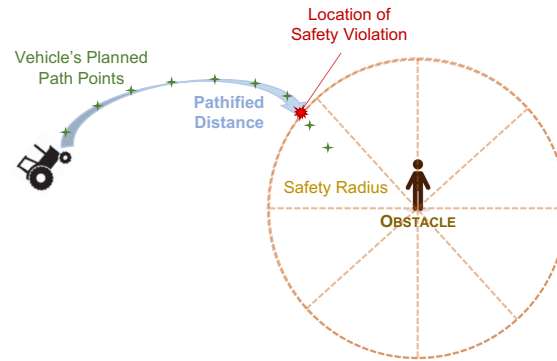 Location of
Safety Violation
Vehicle's Planned
Path Points
Pathified
Distance
Safety Radius
OBSTACLE